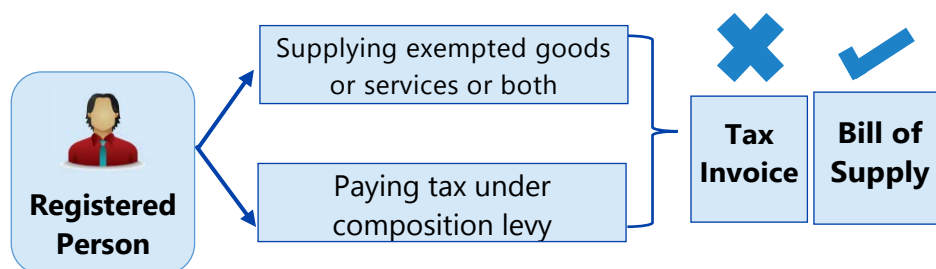 Supplying exempted goods
or services or both
Registered
Person
Paying tax under
composition levy
Tax
Invoice
Bill of
Supply